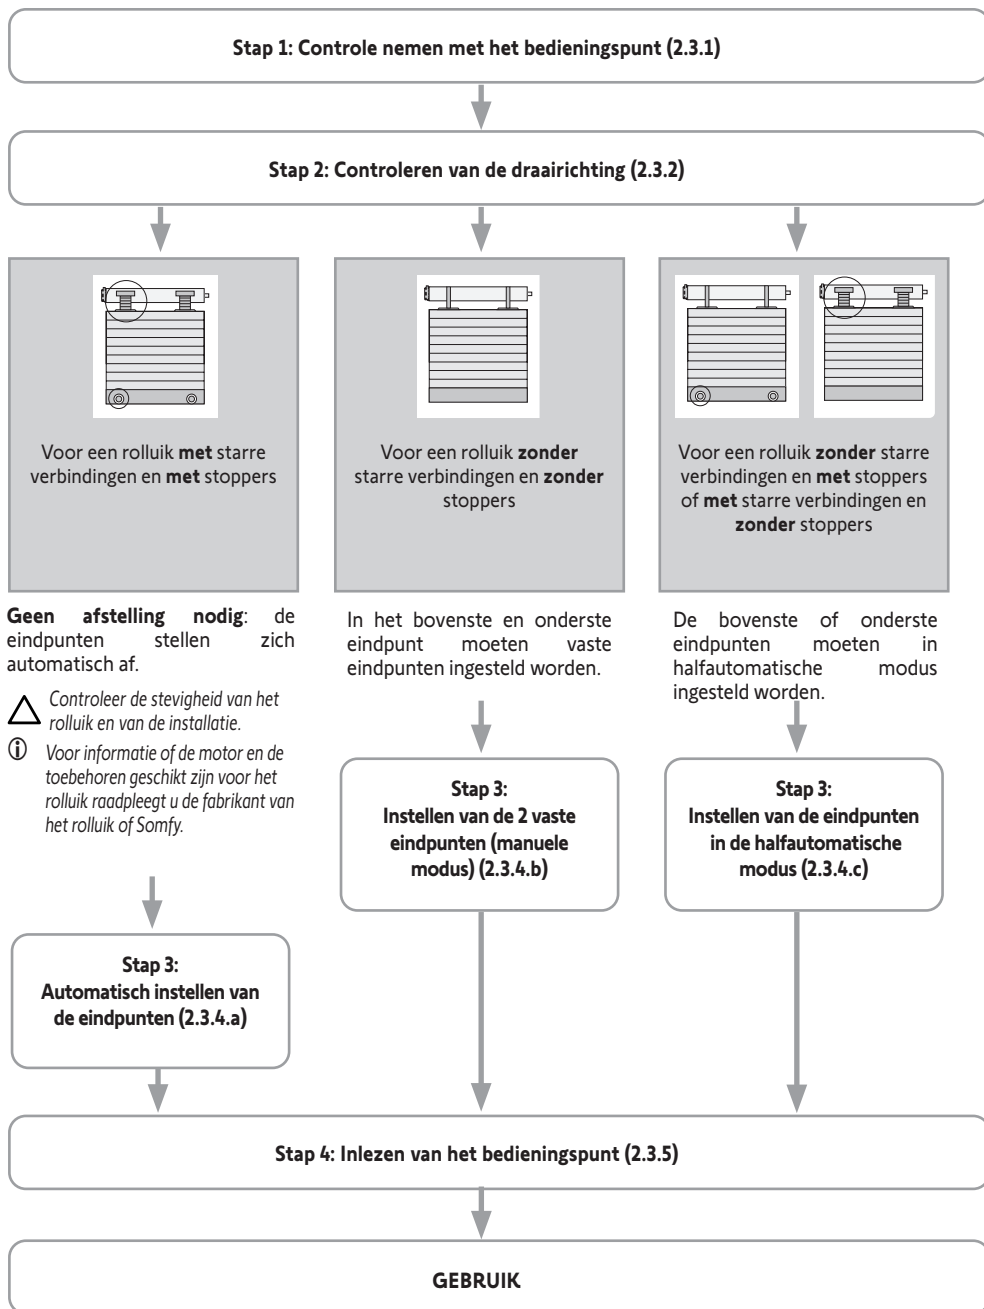 Stap 1: Controle nemen met het bedieningspunt (2.3.1)
Stap 2: Controleren van de draairichting (2.3.2)
Voor een rolluik met starre
verbindingen en met stoppers
Voor een rolluik zonder
starre verbindingen en zonder
stoppers
Voor een rolluik zonder starre
verbindingen en met stoppers
of met starre verbindingen en
zonder stoppers
Geen afstelling nodig: de
eindpunten stellen zich
automatisch af.
Controleer de stevigheid van het
rolluik en van de installatie.
Voor informatie of de motor en de
toebehoren geschikt zijn voor het
rolluik raadpleegt u de fabrikant van
het rolluik of Somfy.
In het bovenste en onderste
eindpunt moeten vaste
eindpunten ingesteld worden.
De bovenste of onderste
eindpunten moeten in
halfautomatische modus
ingesteld worden.
Stap 3:
Automatisch instellen van
de eindpunten (2.3.4.a)
Stap 3:
Instellen van de 2 vaste
eindpunten (manuele
modus) (2.3.4.b)
Stap 3:
Instellen van de eindpunten
in de halfautomatische
modus (2.3.4.c)
Stap 4: Inlezen van het bedieningspunt (2.3.5)
GEBRUIK